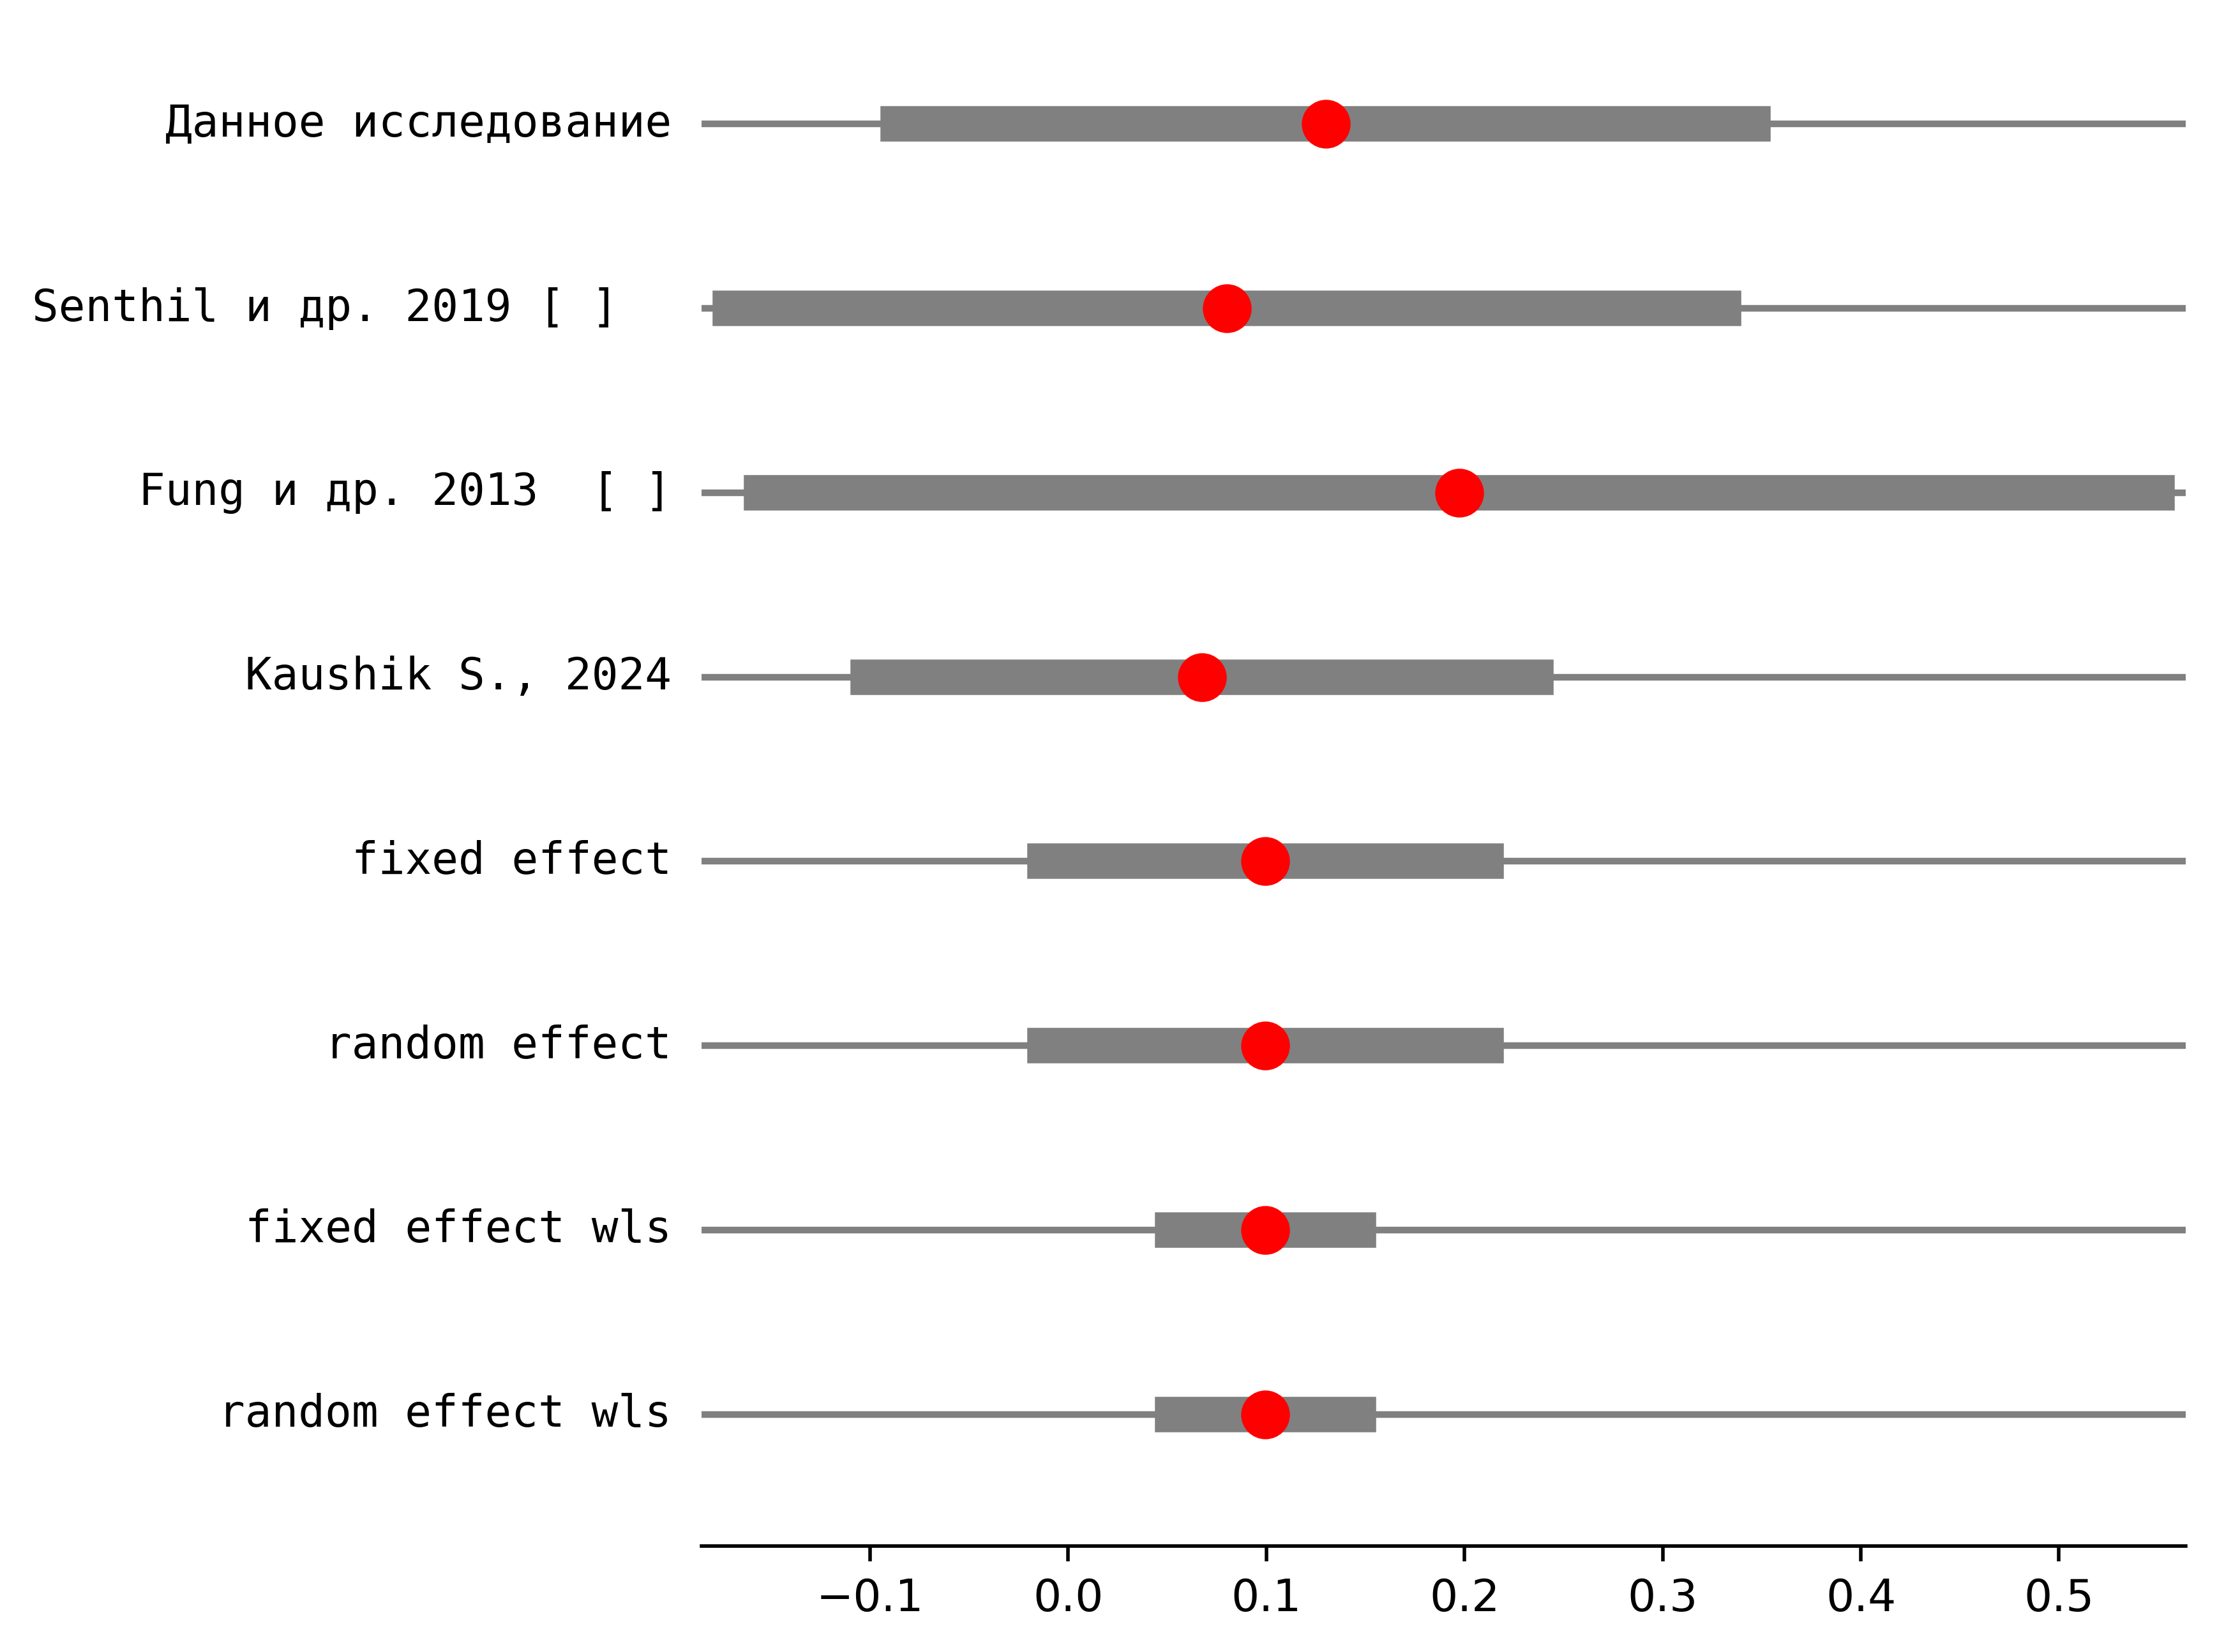 Данное исследование
Senthil и др. 2019 [ ]
Fung и др. 2013  [ ]
Kaushik S., 2024
fixed effect
random effect
fixed effect wls
random effect wls
−0.1 0.0 0.1 0.2 0.3 0.4 0.5